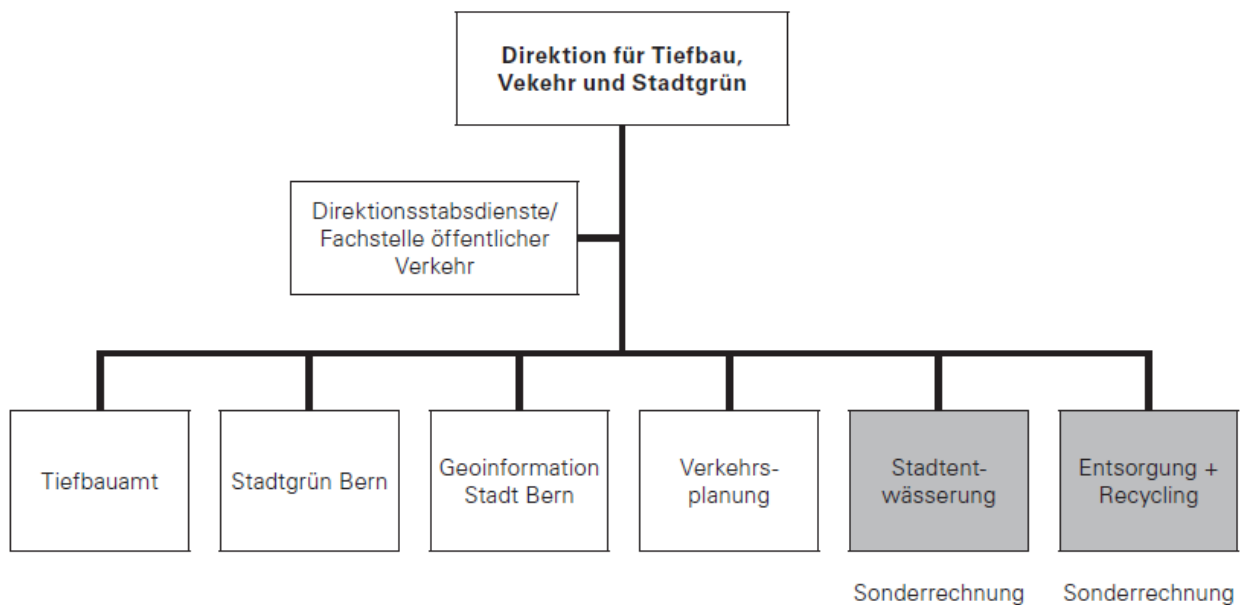 Direktion für Tiefbau,
Vekehr und Stadtgrün
Direktionsstabsdienste/
Fachstelle öffentlicher
Verkehr
Tiefbauamt
Stadtgrün Bern
Geoinformation
Stadt Bern
Verkehrs-
planung
Stadtent-
wässerung
Entsorgung +
Recycling
Sonderrechnung
Sonderrechnung